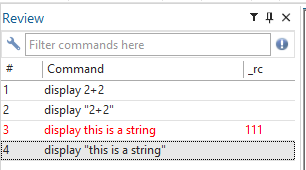 Review
Filter commands here
# Command _rc
1 display 2+2
2 display "2+2"
3 display this is a string 111
4 display "this is a string"